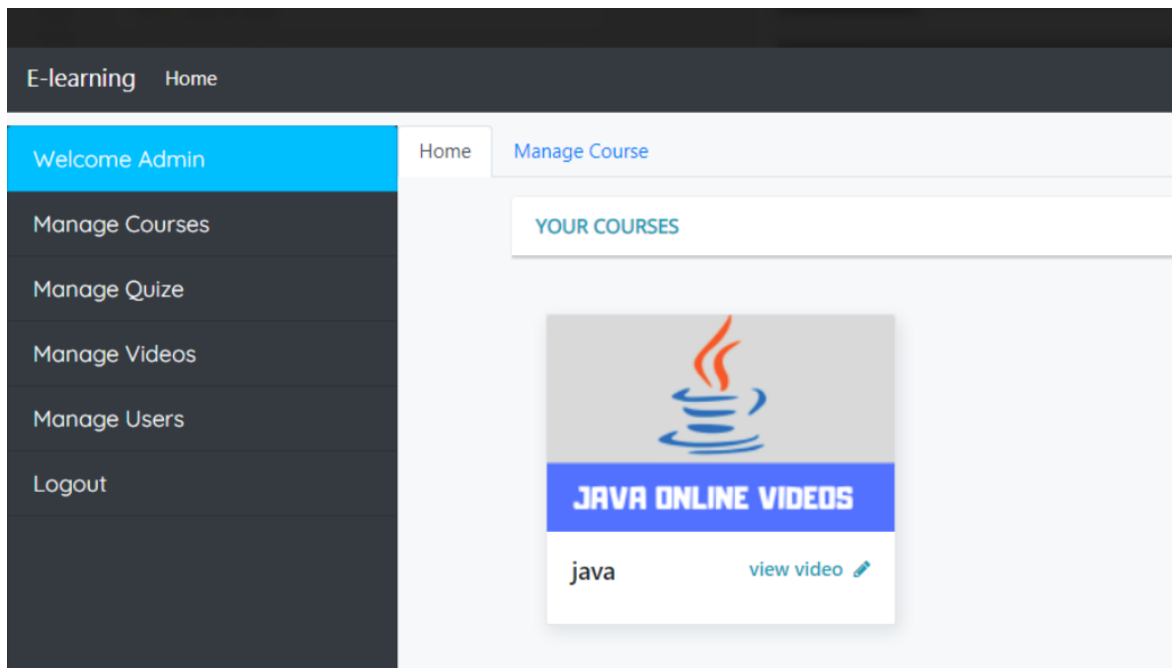 E-learning Home
Welcome Admin
Manage Courses
Manage Quize
Manage Videos
Manage Users
Logout
Home Manage Course
YOUR COURSES
JAVA ONLINE VIDEOS
java view video